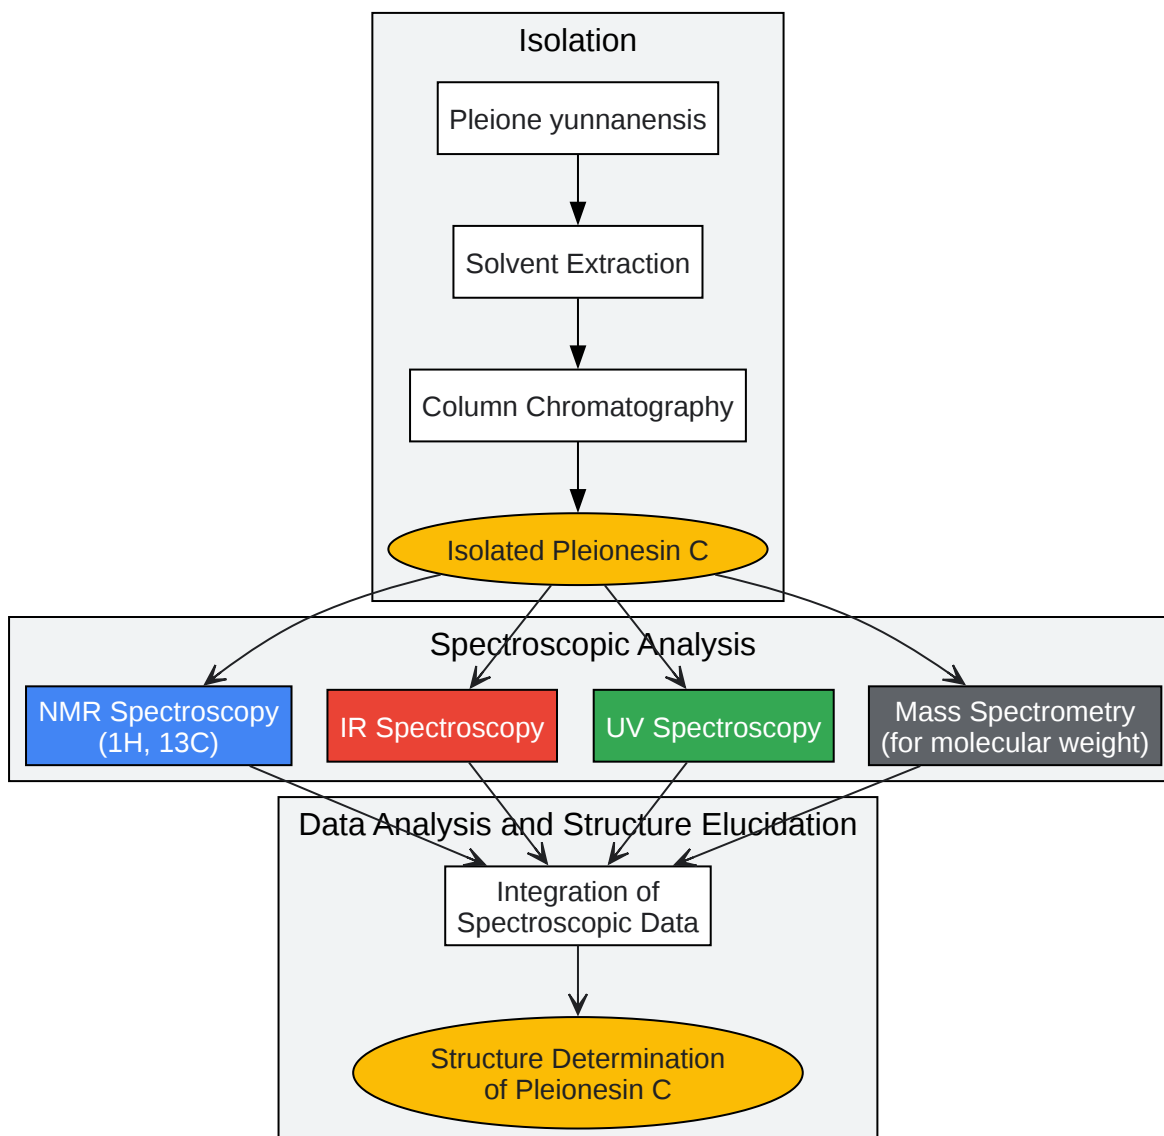 Isolation
Pleione yunnanensis
Solvent Extraction
Column Chromatography
Isolated Pleionesin C
Spectroscopic Analysis
NMR Spectroscopy
(1H, 13C)
IR Spectroscopy
UV Spectroscopy
Mass Spectrometry
(for molecular weight)
Data Analysis and Structure Elucidation
Integration of
Spectroscopic Data
Structure Determination
of Pleionesin C